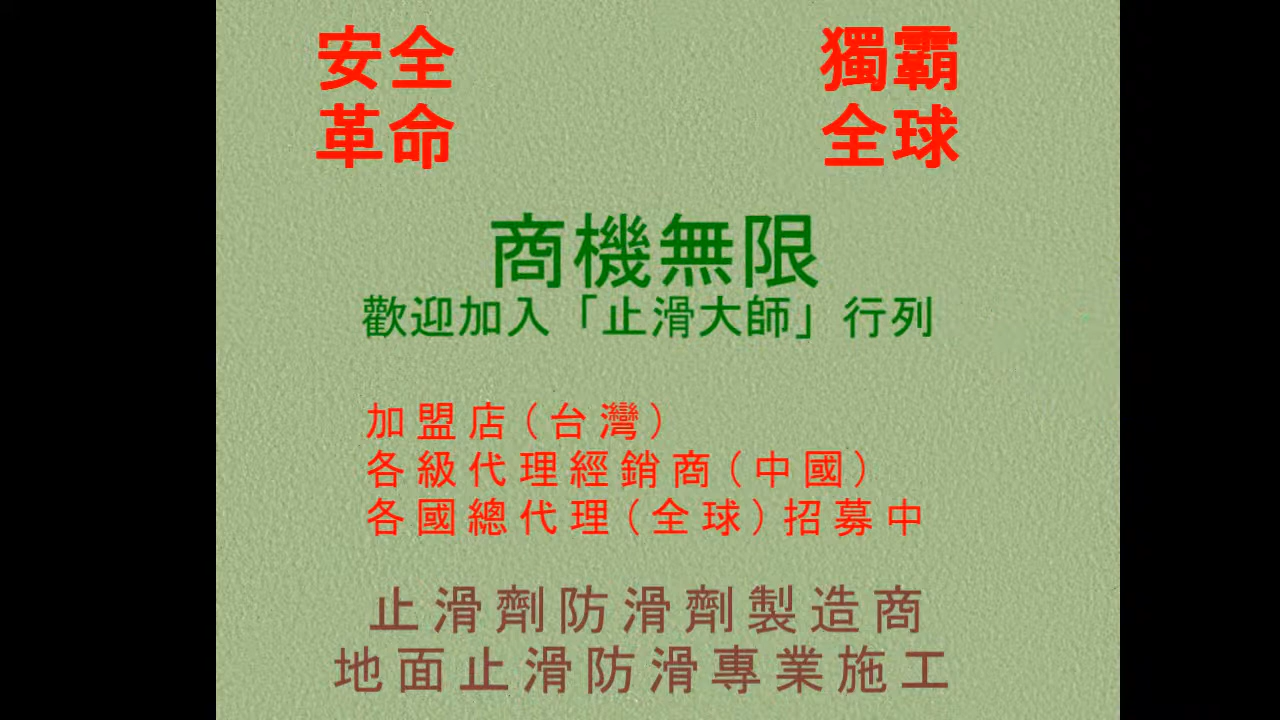 安全 獨霸
革命 全球
商機無限
歡迎加入「止滑大師」行列
加盟店(台灣)
各級代理經銷商(中國)
各國總代理(全球)招募中
止滑劑防滑劑製造商
地面止滑防滑專業施工